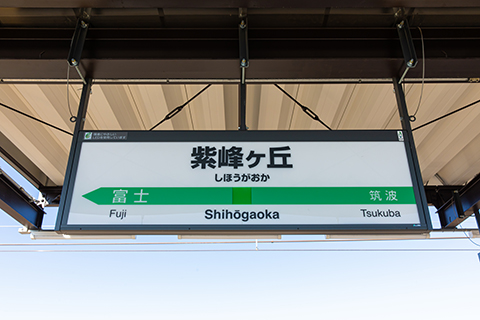 紫峰ヶ丘
しほうがおか
富士
筑波
Fuji
Shihōgaoka
Tsukuba